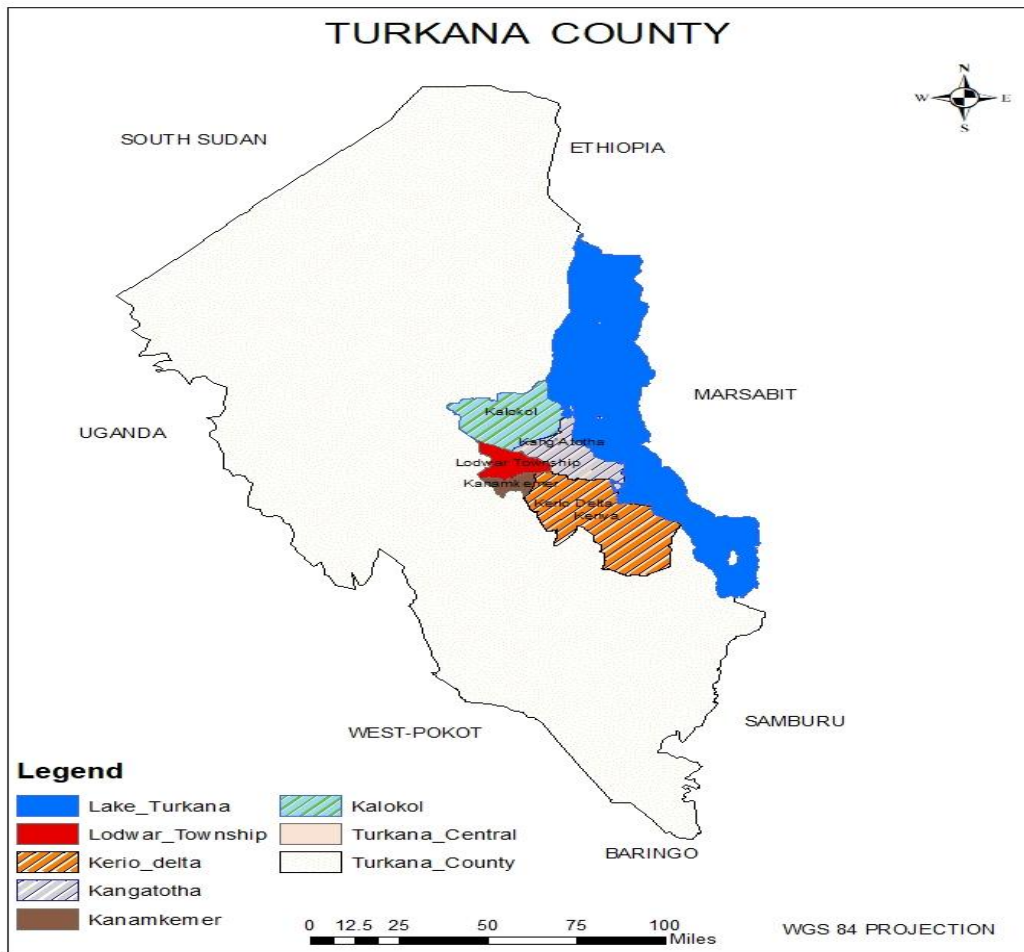 TURKANA COUNTY
N
W E
S
SOUTH SUDAN
ETHIOPIA
MARSABIT
UGANDA
Kalokol
Kang'Atotha
Lodwar Township
Kanamkemer
Kerio Delta
Kenya
SAMBURU
WEST-POKOT
BARINGO
Legend
Lake_Turkana
Lodwar_Township
Kerio_delta
Kangatotha
Kanamkemer
Kalokol
Turkana_Central
Turkana_County
0 12.5 25 50 75 100
Miles
WGS 84 PROJECTION